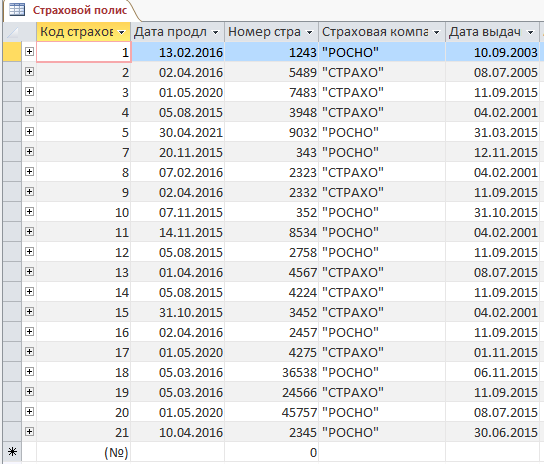 Страховой полис
Код страхов Дата продл Номер стра Страховая компа Дата выдач
1 13.02.2016 1243 "РОСНО" 10.09.2003
2 02.04.2016 5489 "СТРАХО" 08.07.2005
3 01.05.2020 7483 "СТРАХО" 11.09.2015
4 05.08.2015 3948 "СТРАХО" 04.02.2001
5 30.04.2021 9032 "РОСНО" 31.03.2015
7 20.11.2015 343 "РОСНО" 12.11.2015
8 07.02.2016 2323 "СТРАХО" 04.02.2001
9 02.04.2016 2332 "СТРАХО" 11.09.2015
10 07.11.2015 352 "РОСНО" 31.10.2015
11 14.11.2015 8534 "РОСНО" 04.02.2001
12 05.08.2015 2758 "РОСНО" 11.09.2015
13 01.04.2016 4567 "СТРАХО" 08.07.2015
14 05.08.2015 4224 "СТРАХО" 11.09.2015
15 31.10.2015 3452 "СТРАХО" 04.02.2001
16 02.04.2016 2457 "РОСНО" 11.09.2015
17 01.05.2020 4275 "СТРАХО" 01.11.2015
18 05.03.2016 36538 "РОСНО" 06.11.2015
19 05.03.2016 24566 "СТРАХО" 11.09.2015
20 01.05.2020 45757 "РОСНО" 08.07.2015
21 10.04.2016 2345 "РОСНО" 30.06.2015
(№) 0